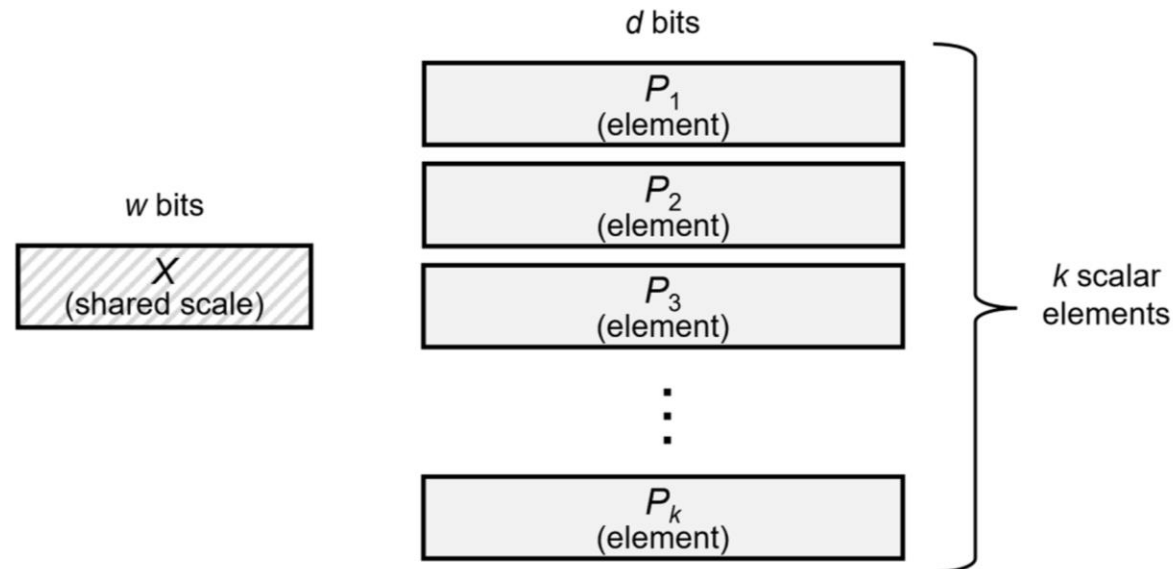 d bits
P₁
(element)
P₂
(element)
w bits
X
(shared scale)
P₃
(element)
k scalar
elements
⋮
Pₖ
(element)